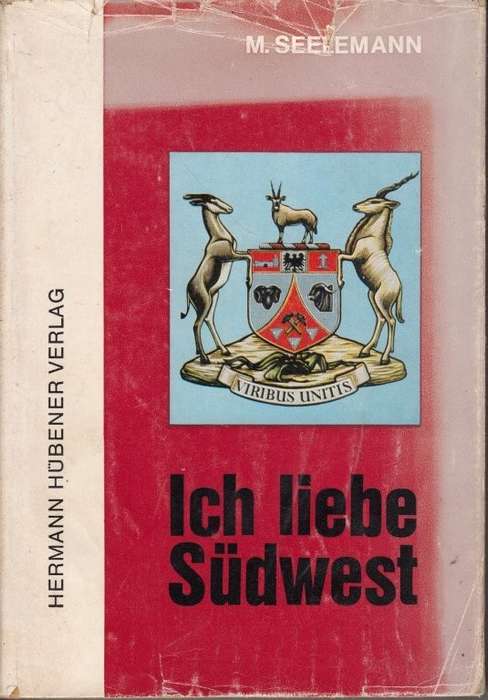 M. SEELEMANN
VIRIBUS UNITIS
Ich liebe
Südwest
HERMANN HÜBENER VERLAG